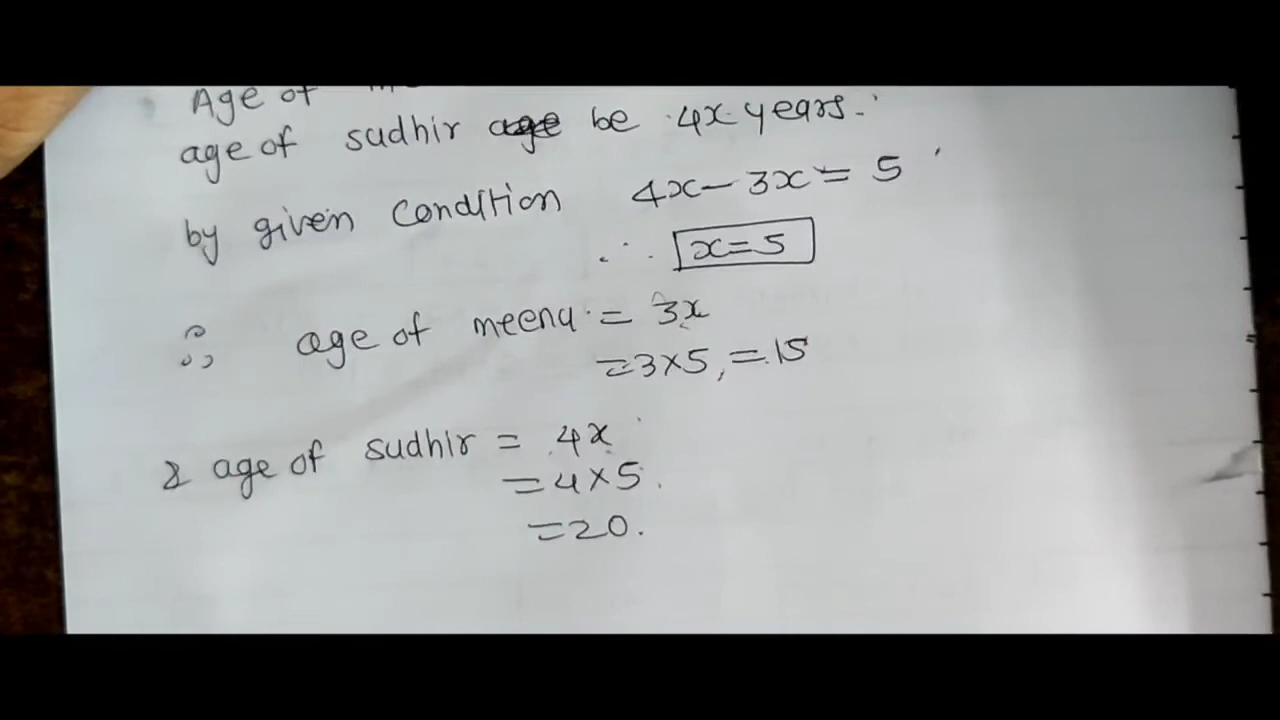 Age of
age of sudhir age be 4x years.
by given condition 4x - 3x = 5
∴ x = 5
∴ age of meena = 3x
= 3 × 5, = 15
& age of sudhir = 4x
= 4 × 5.
= 20.